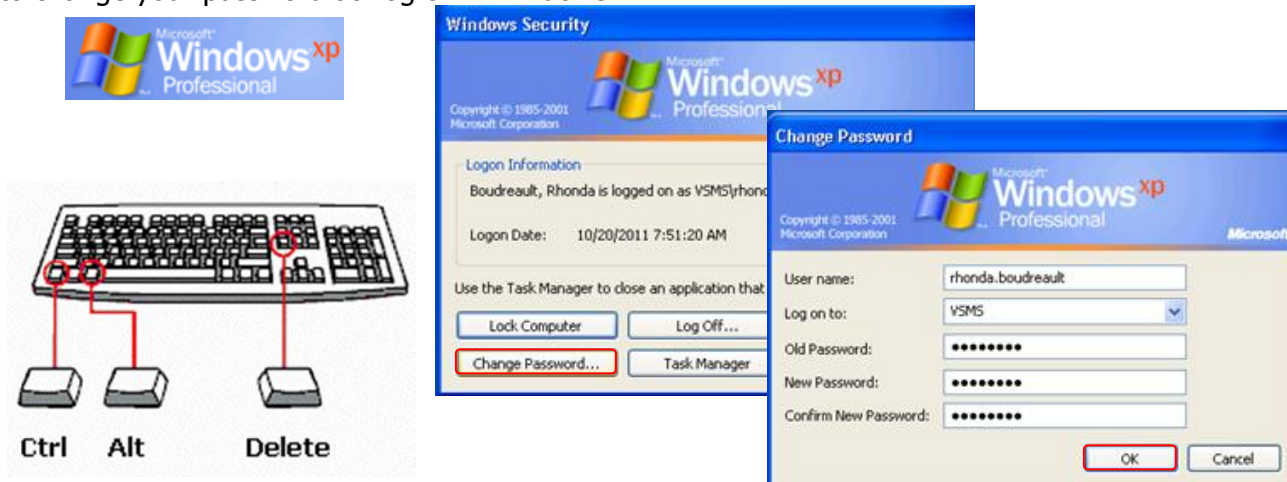 Microsoft
Windows xp
Professional
Ctrl Alt Delete
Windows Security
Copyright © 1985-2001
Microsoft Corporation
Microsoft
Windows xp
Professional
Logon Information
Boudreault, Rhonda is logged on as VSMS\rhond
Logon Date: 10/20/2011 7:51:20 AM
Use the Task Manager to close an application that
Lock Computer Log Off...
Change Password... Task Manager
Change Password
Copyright © 1985-2001
Microsoft Corporation
Microsoft
Windows xp
Professional
Microsoft
User name: rhonda.boudreault
Log on to: VSMS
Old Password: ••••••••
New Password: ••••••••
Confirm New Password: ••••••••
OK Cancel